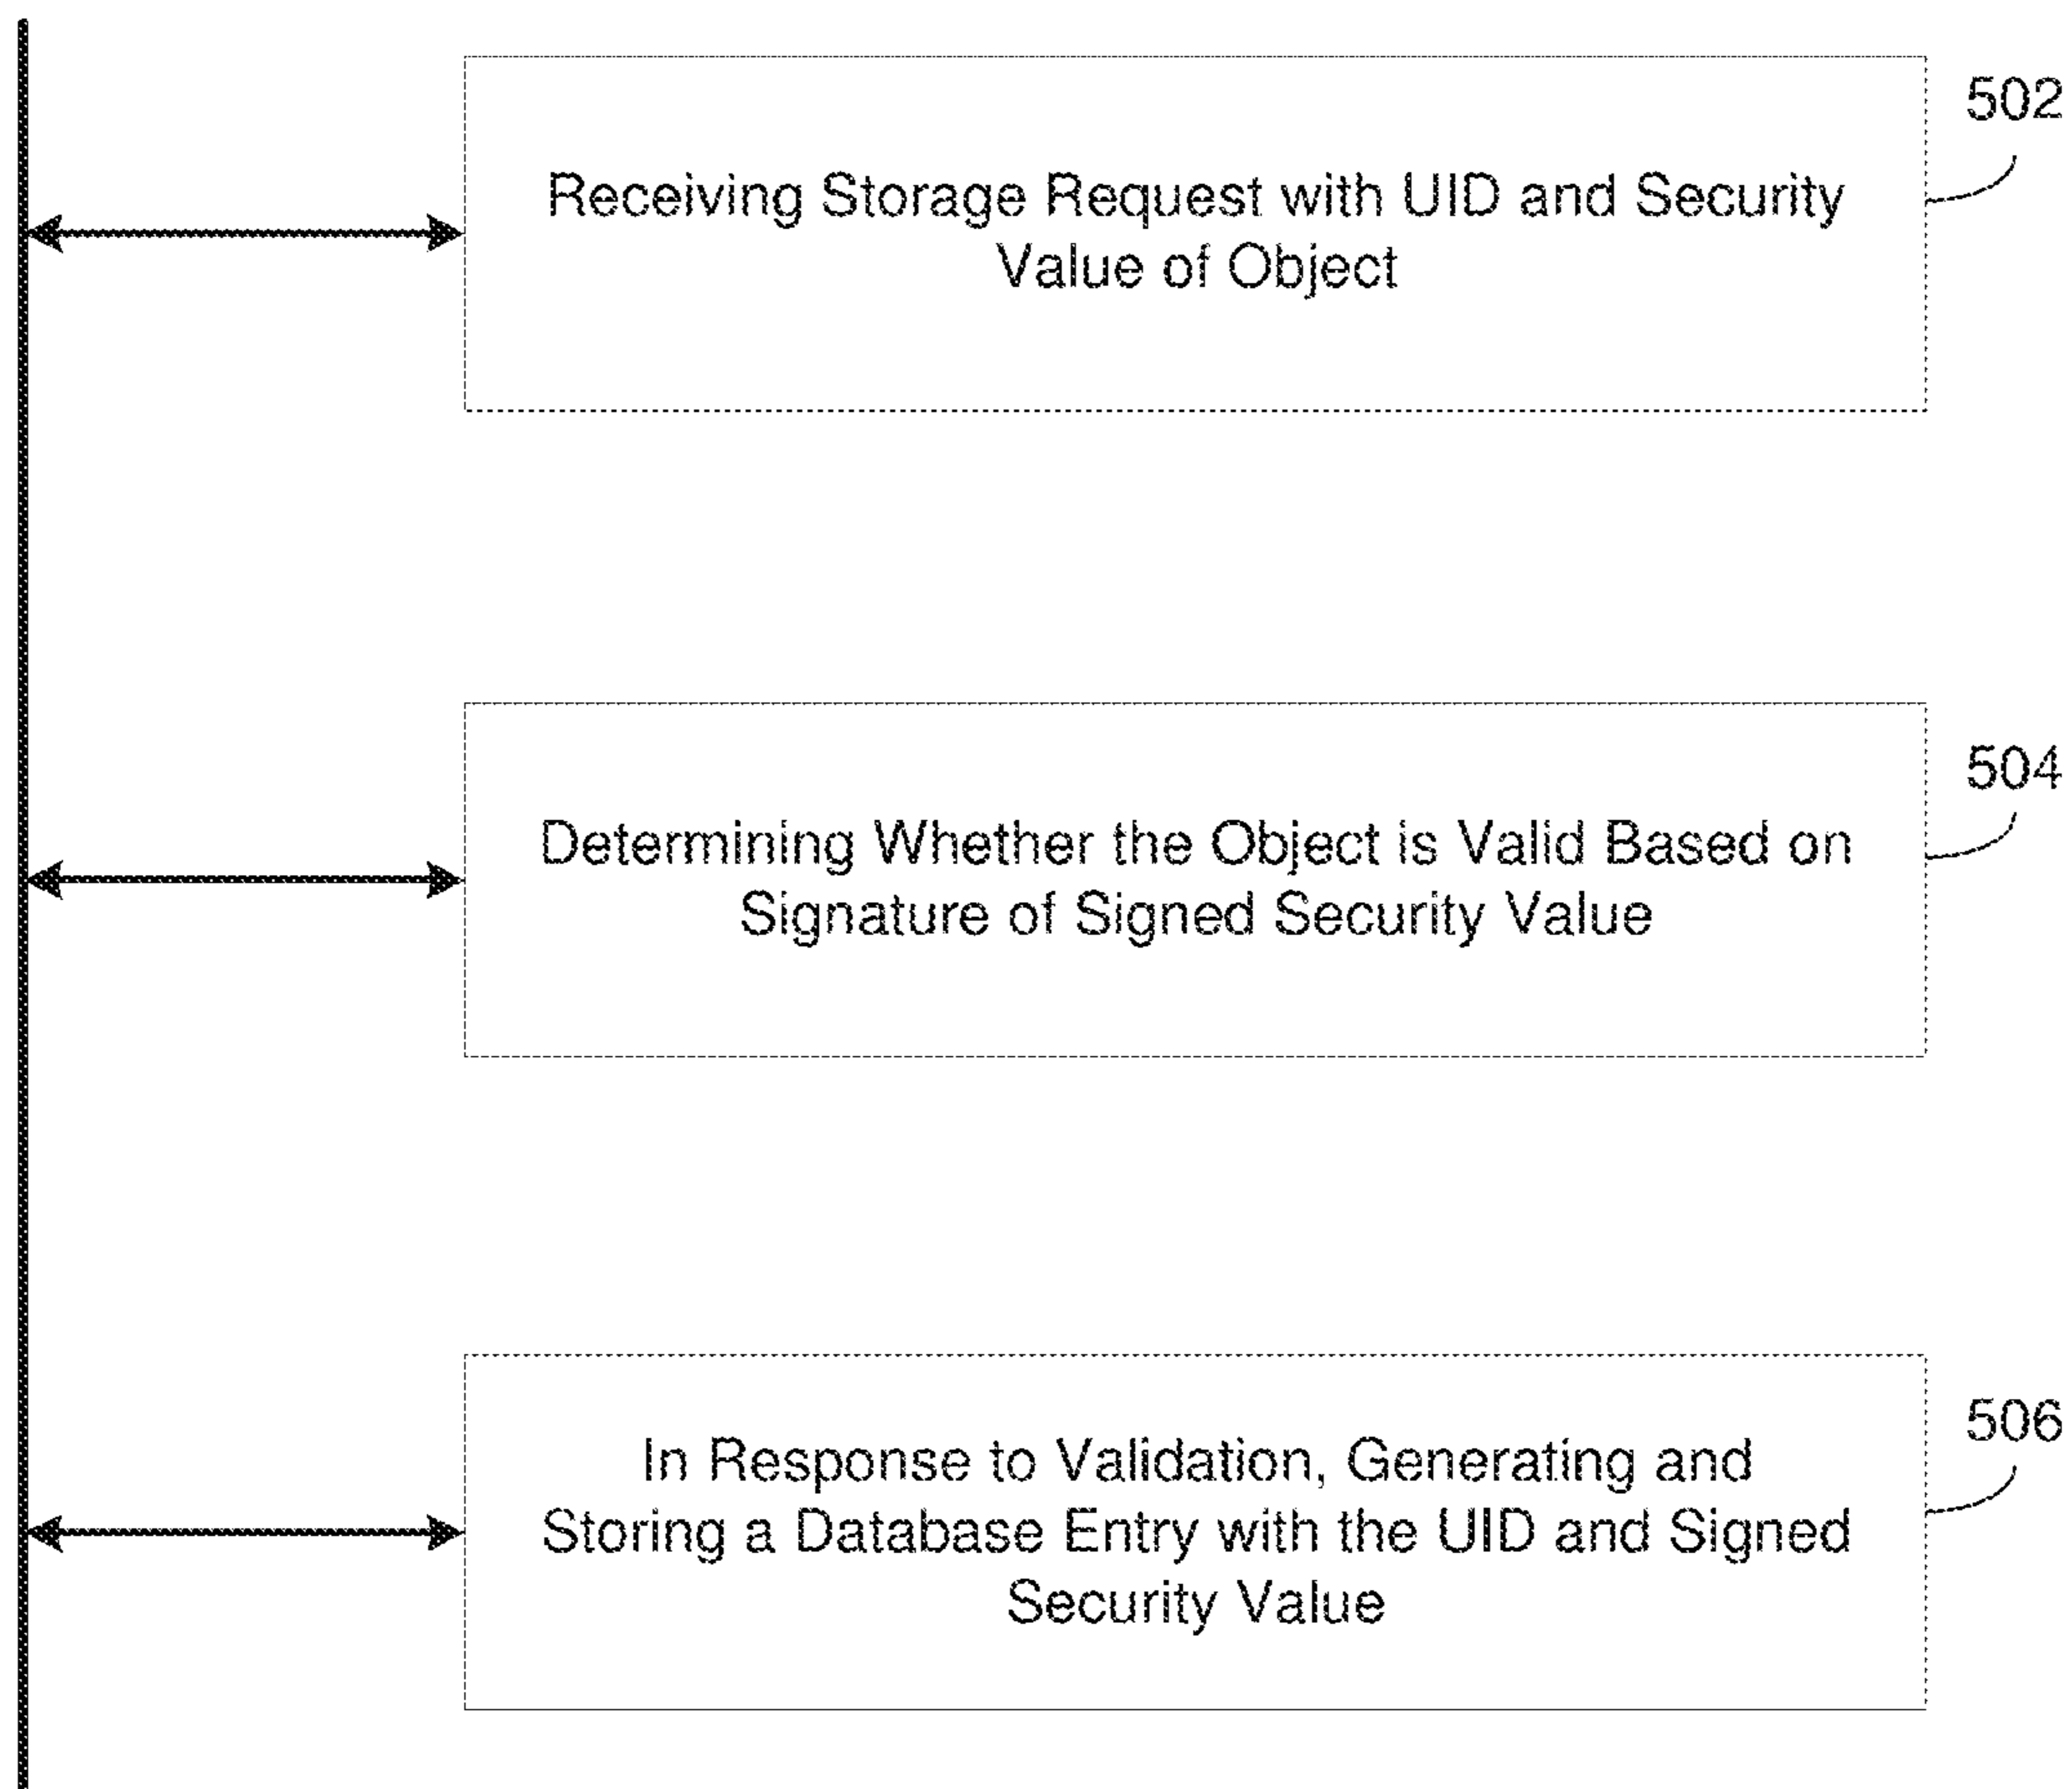 502
Receiving Storage Request with UID and Security
Value of Object
504
Determining Whether the Object is Valid Based on
Signature of Signed Security Value
506
In Response to Validation, Generating and
Storing a Database Entry with the UID and Signed
Security Value